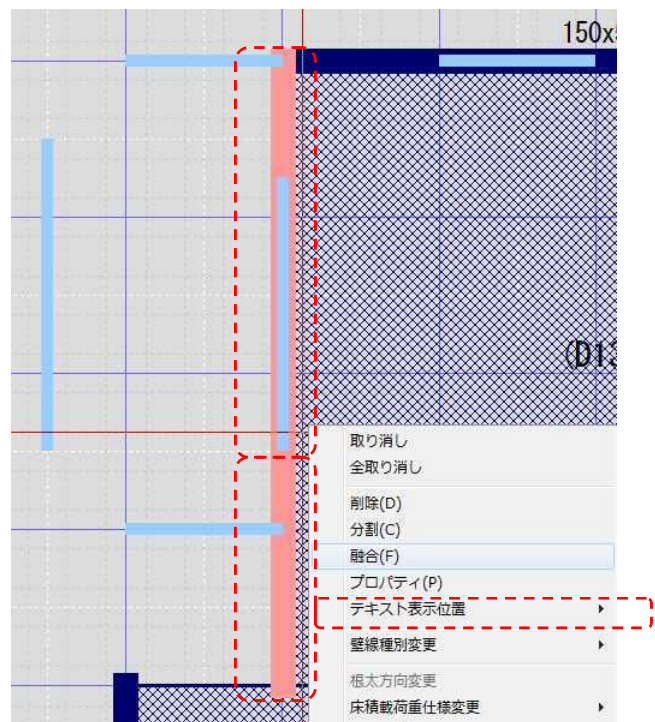 150x
(D13
取り消し
全取り消し
削除(D)
分割(C)
融合(F)
プロパティ(P)
テキスト表示位置
壁線種別変更
根太方向変更
床積載荷重仕様変更